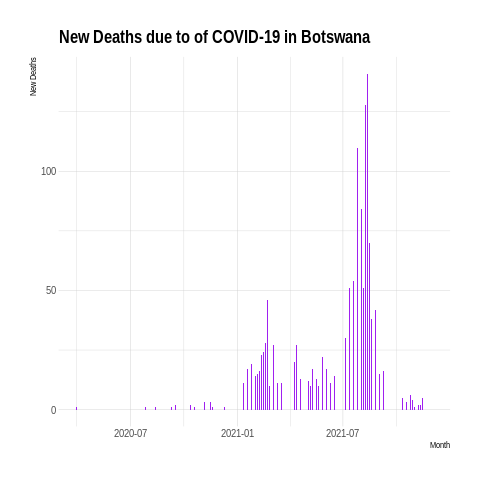 New Deaths due to of COVID-19 in Botswana
New Deaths
100
50
0
2020-07
2021-01
2021-07
Month